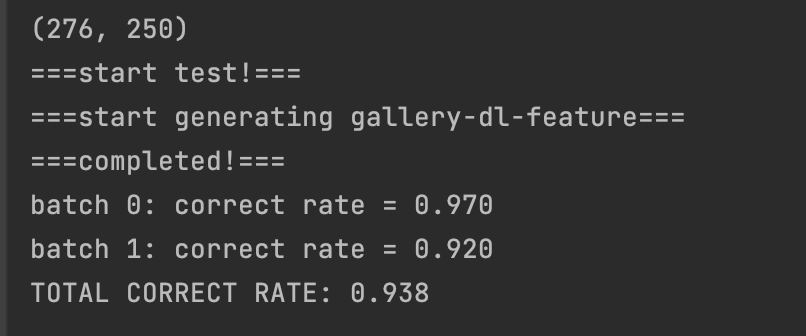 (276, 250)
===start test!===
===start generating gallery-dl-feature===
===completed!===
batch 0: correct rate = 0.970
batch 1: correct rate = 0.920
TOTAL CORRECT RATE: 0.938